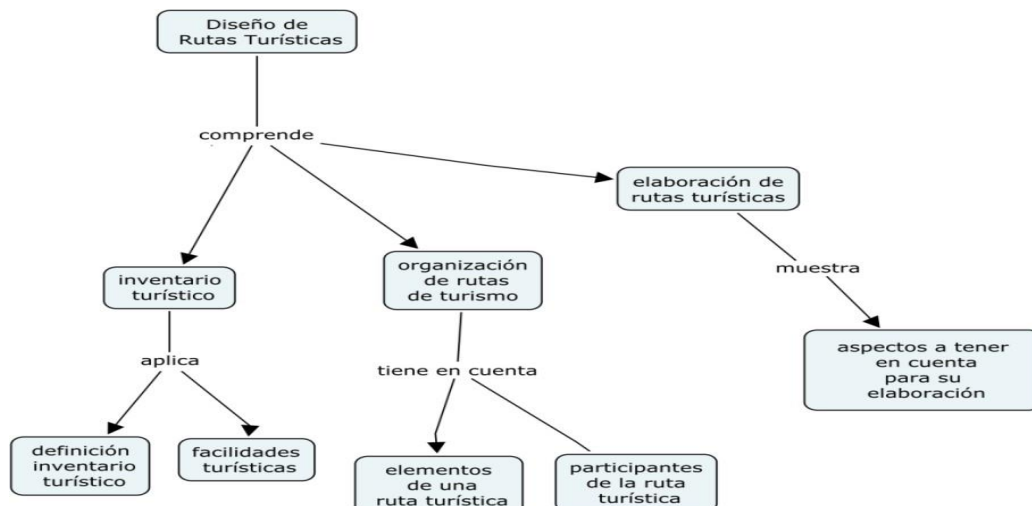 Diseño de
Rutas Turísticas
comprende
elaboración de
rutas turísticas
muestra
aspectos a tener
en cuenta
para su
elaboración
organización
de rutas
de turismo
tiene en cuenta
elementos
de una
ruta turística
participantes
de la ruta
turística
inventario
turístico
aplica
definición
inventario
turístico
facilidades
turísticas